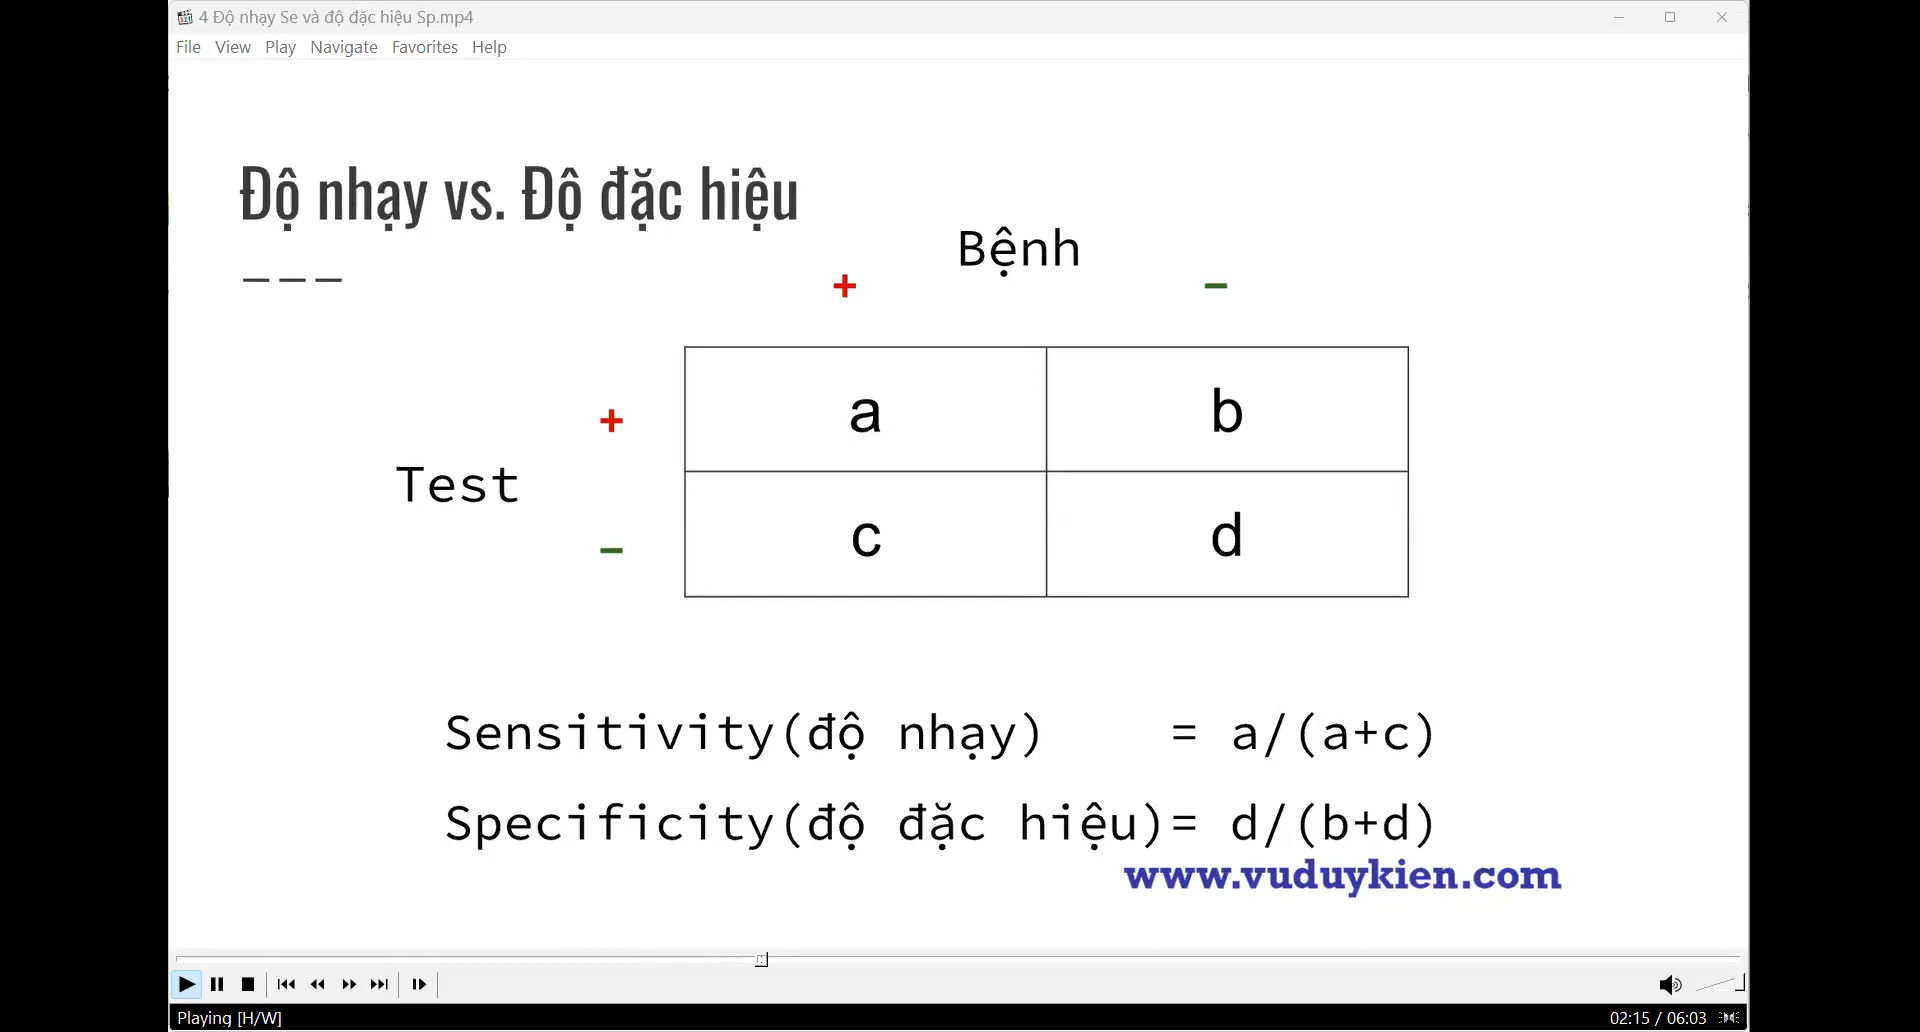 4 Độ nhạy Se và độ đặc hiệu Sp.mp4
File View Play Navigate Favorites Help
Độ nhạy vs. Độ đặc hiệu
Bệnh
+ −
+ a b
Test
− c d
Sensitivity(độ nhạy) = a/(a+c)
Specificity(độ đặc hiệu)= d/(b+d)
www.vuduykien.com
Playing [H/W] 02:15 / 06:03